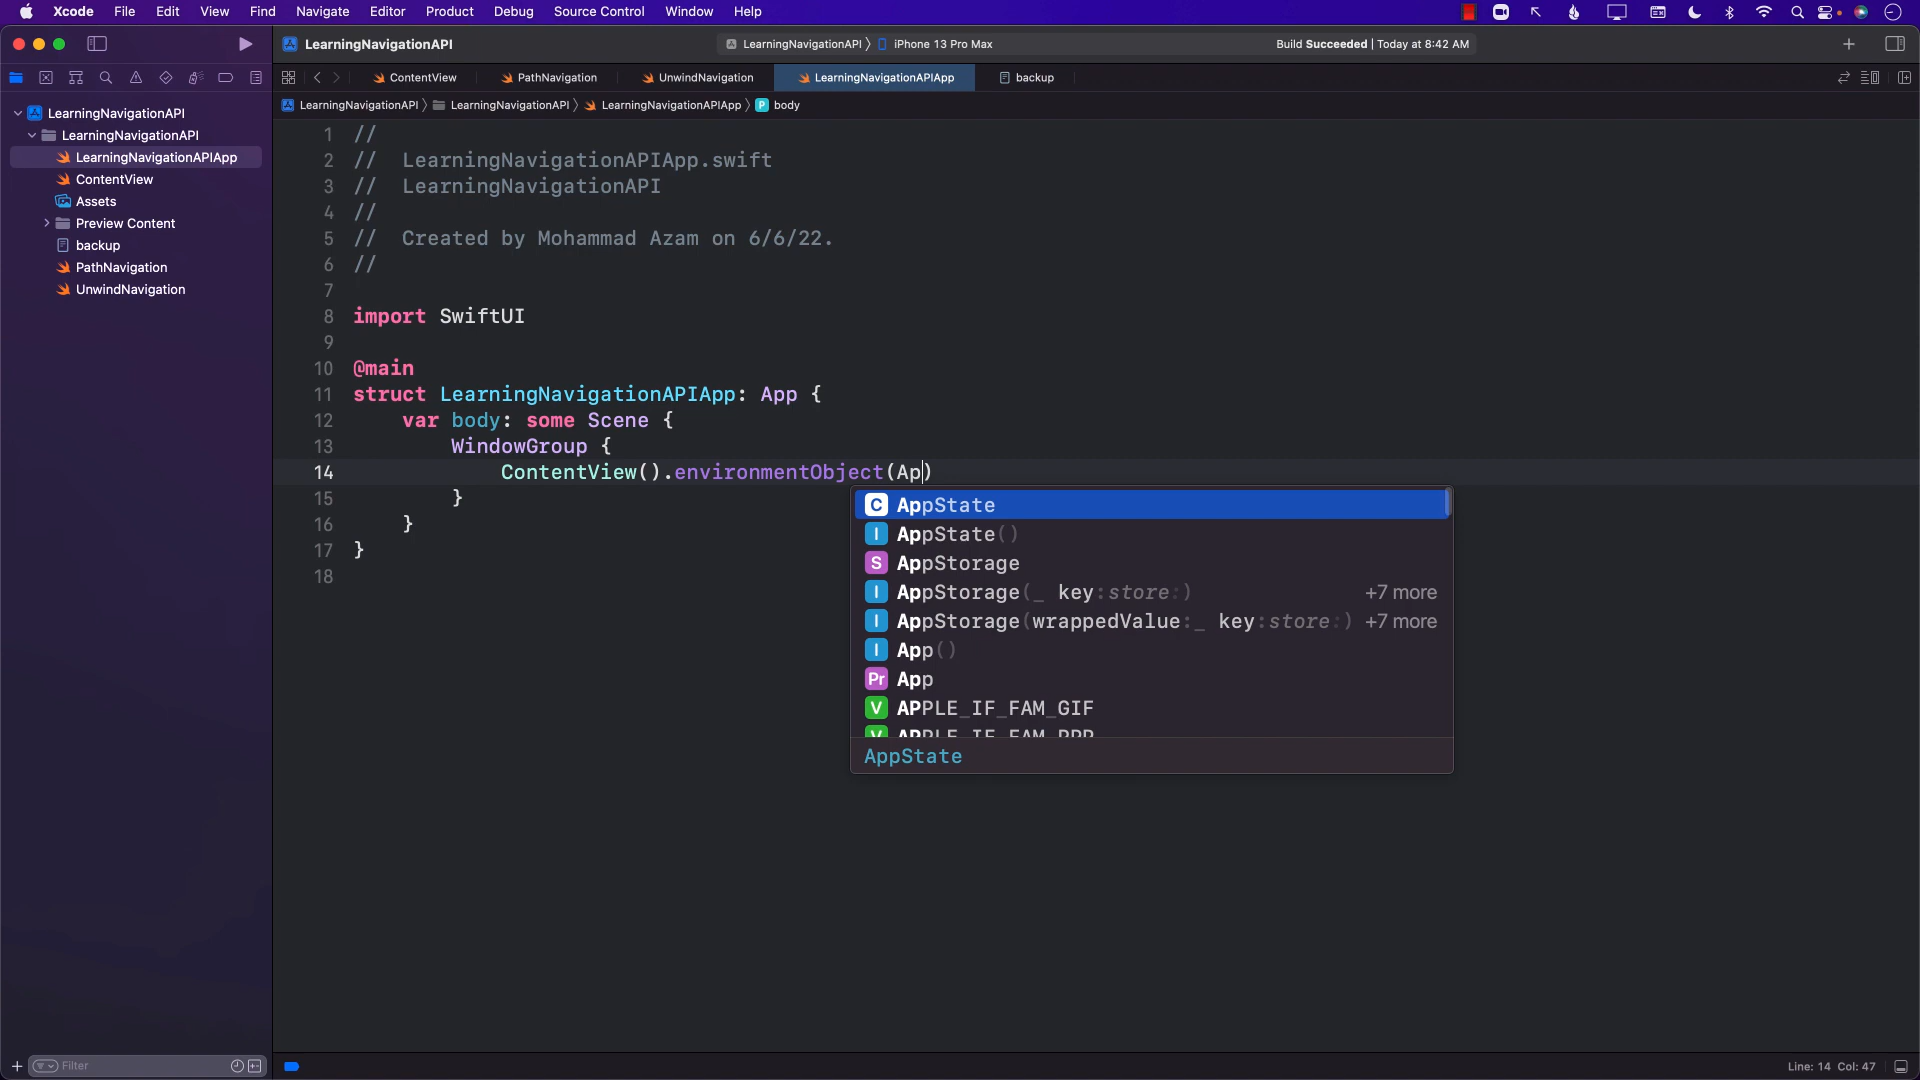 Xcode File Edit View Find Navigate Editor Product Debug Source Control Window Help
LearningNavigationAPI
LearningNavigationAPI 〉 iPhone 13 Pro Max
Build Succeeded | Today at 8:42 AM
ContentView PathNavigation UnwindNavigation LearningNavigationAPIApp backup
LearningNavigationAPI 〉 LearningNavigationAPI 〉 LearningNavigationAPIApp 〉 P body
LearningNavigationAPI
LearningNavigationAPI
LearningNavigationAPIApp
ContentView
Assets
Preview Content
backup
PathNavigation
UnwindNavigation
1 //
2 // LearningNavigationAPIApp.swift
3 // LearningNavigationAPI
4 //
5 // Created by Mohammad Azam on 6/6/22.
6 //
7
8 import SwiftUI
9
10 @main
11 struct LearningNavigationAPIApp: App {
12 var body: some Scene {
13 WindowGroup {
14 ContentView().environmentObject(Ap)
15 }
16 }
17 }
18
C AppState
I AppState()
S AppStorage
I AppStorage(_ key:store:) +7 more
I AppStorage(wrappedValue:_ key:store:) +7 more
I App()
Pr App
V APPLE_IF_FAM_GIF
V APPLE_IF_FAM_PPP
AppState
Filter
Line: 14 Col: 47